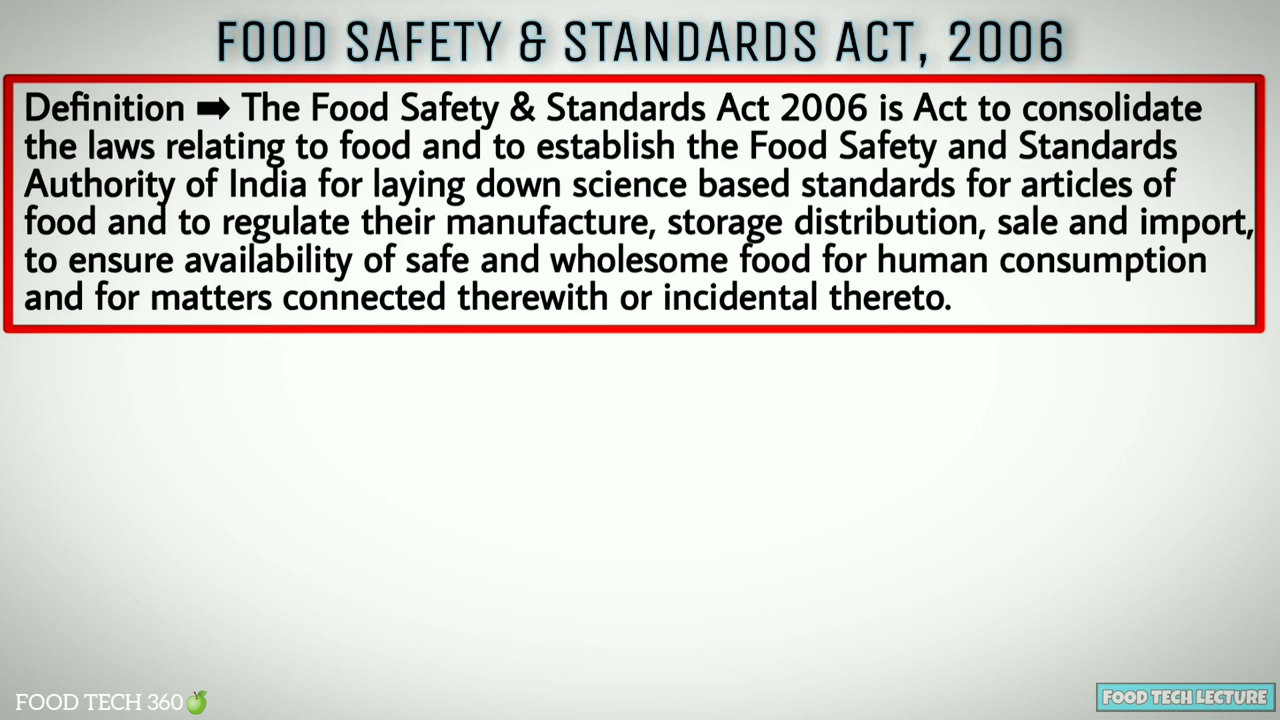 FOOD SAFETY & STANDARDS ACT, 2006
Definition ➡ The Food Safety & Standards Act 2006 is Act to consolidate
the laws relating to food and to establish the Food Safety and Standards
Authority of India for laying down science based standards for articles of
food and to regulate their manufacture, storage distribution, sale and import,
to ensure availability of safe and wholesome food for human consumption
and for matters connected therewith or incidental thereto.
FOOD TECH 360🍏
FOOD TECH LECTURE